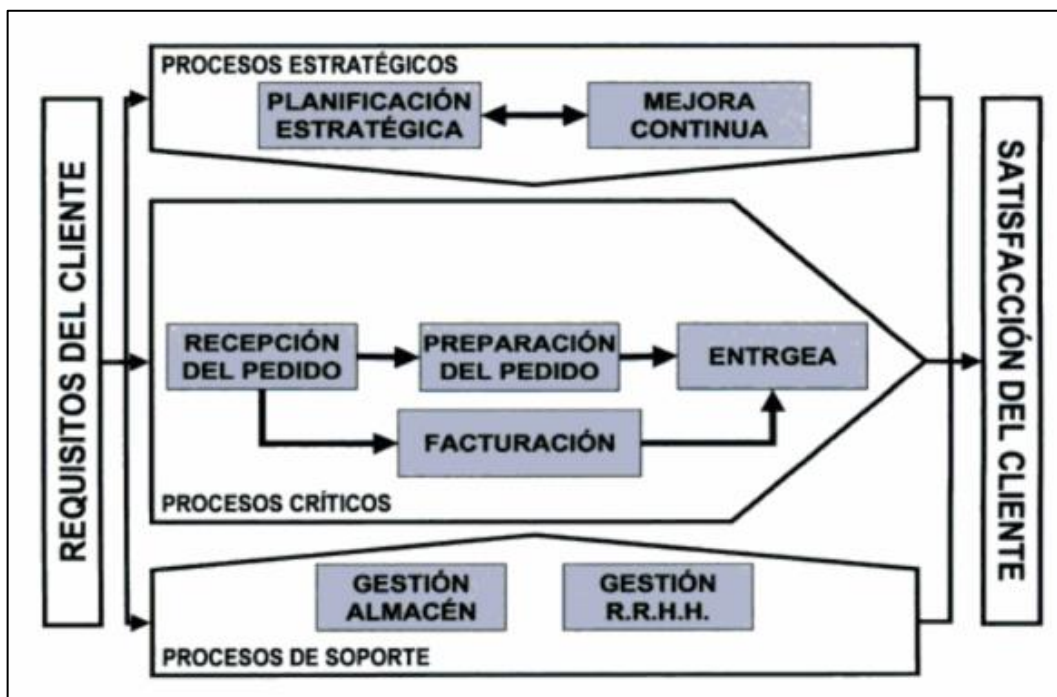 REQUISITOS DEL CLIENTE
PROCESOS ESTRATÉGICOS
PLANIFICACIÓN
ESTRATÉGICA
MEJORA
CONTINUA
RECEPCIÓN
DEL PEDIDO
PREPARACIÓN
DEL PEDIDO
ENTRGEA
FACTURACIÓN
PROCESOS CRÍTICOS
GESTIÓN
ALMACÉN
GESTIÓN
R.R.H.H.
PROCESOS DE SOPORTE
SATISFACCIÓN DEL CLIENTE